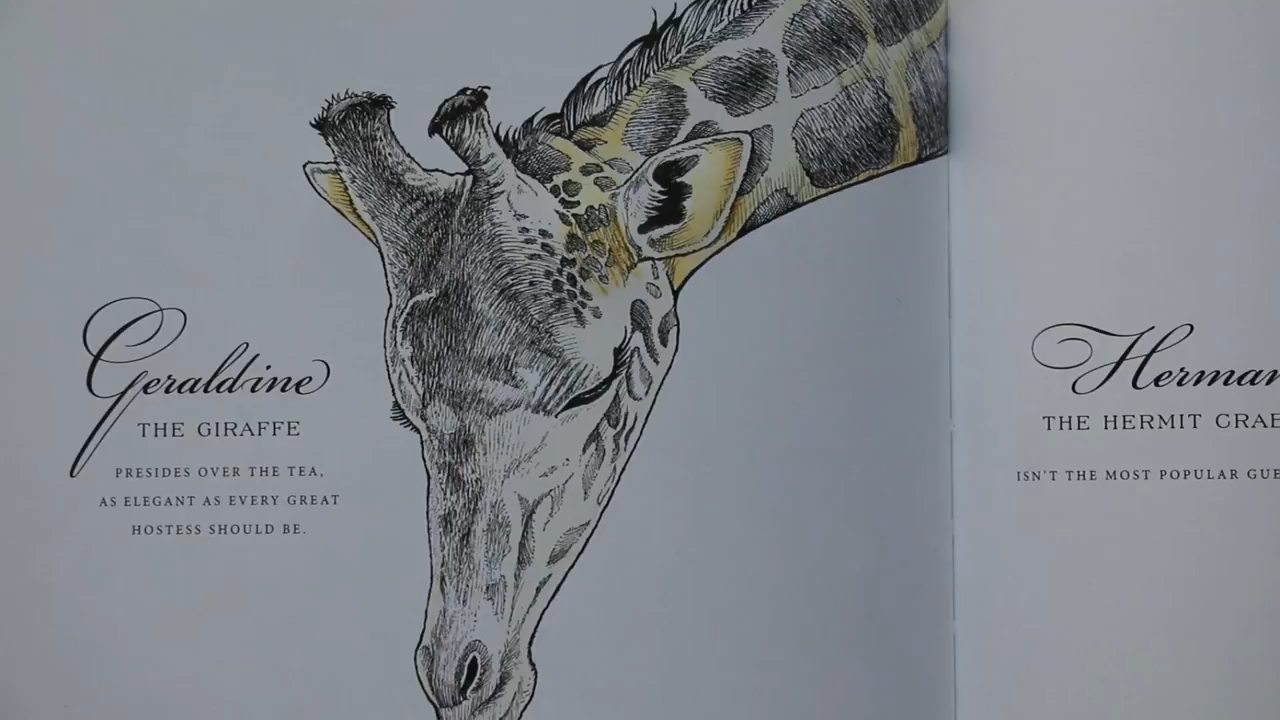 Geraldine
THE GIRAFFE
PRESIDES OVER THE TEA,
AS ELEGANT AS EVERY GREAT
HOSTESS SHOULD BE.
Herman
THE HERMIT CRAB
ISN'T THE MOST POPULAR